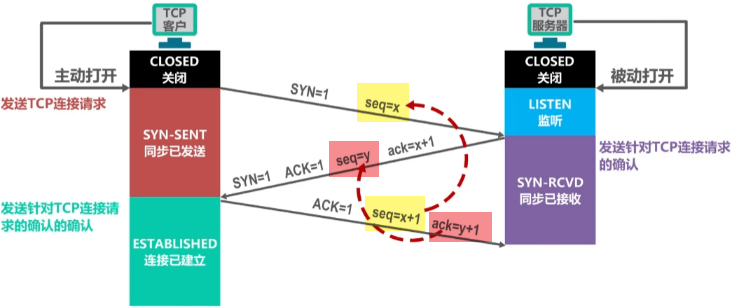 TCP
客户
TCP
服务器
CLOSED
关闭
CLOSED
关闭
主动打开
被动打开
发送TCP连接请求
SYN=1
seq=x
LISTEN
监听
SYN-SENT
同步已发送
SYN=1 ACK=1 seq=y ack=x+1
发送针对TCP连接请求
的确认
SYN-RCVD
同步已接收
发送针对TCP连接请
求的确认的确认
ACK=1 seq=x+1 ack=y+1
ESTABLISHED
连接已建立